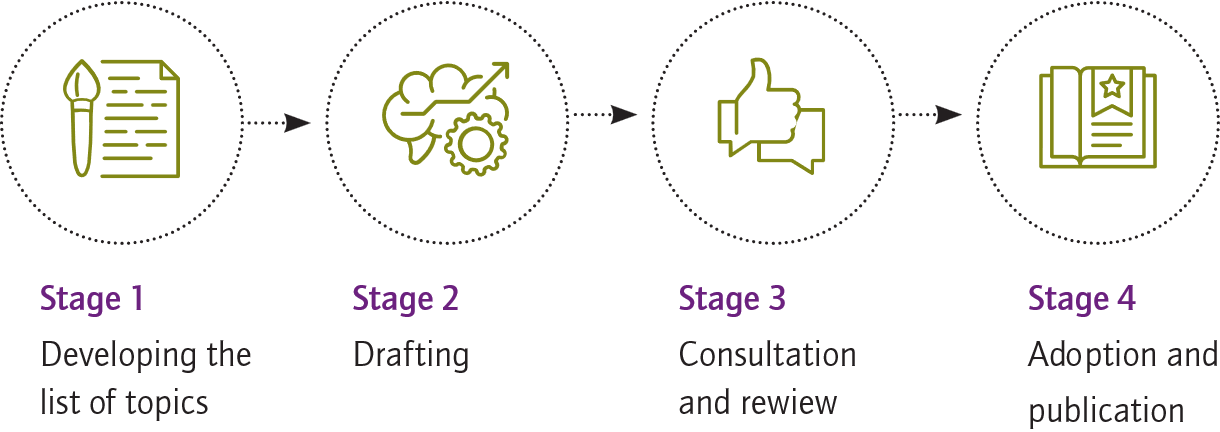 Stage 1
Developing the
list of topics
Stage 2
Drafting
Stage 3
Consultation
and rewiew
Stage 4
Adoption and
publication